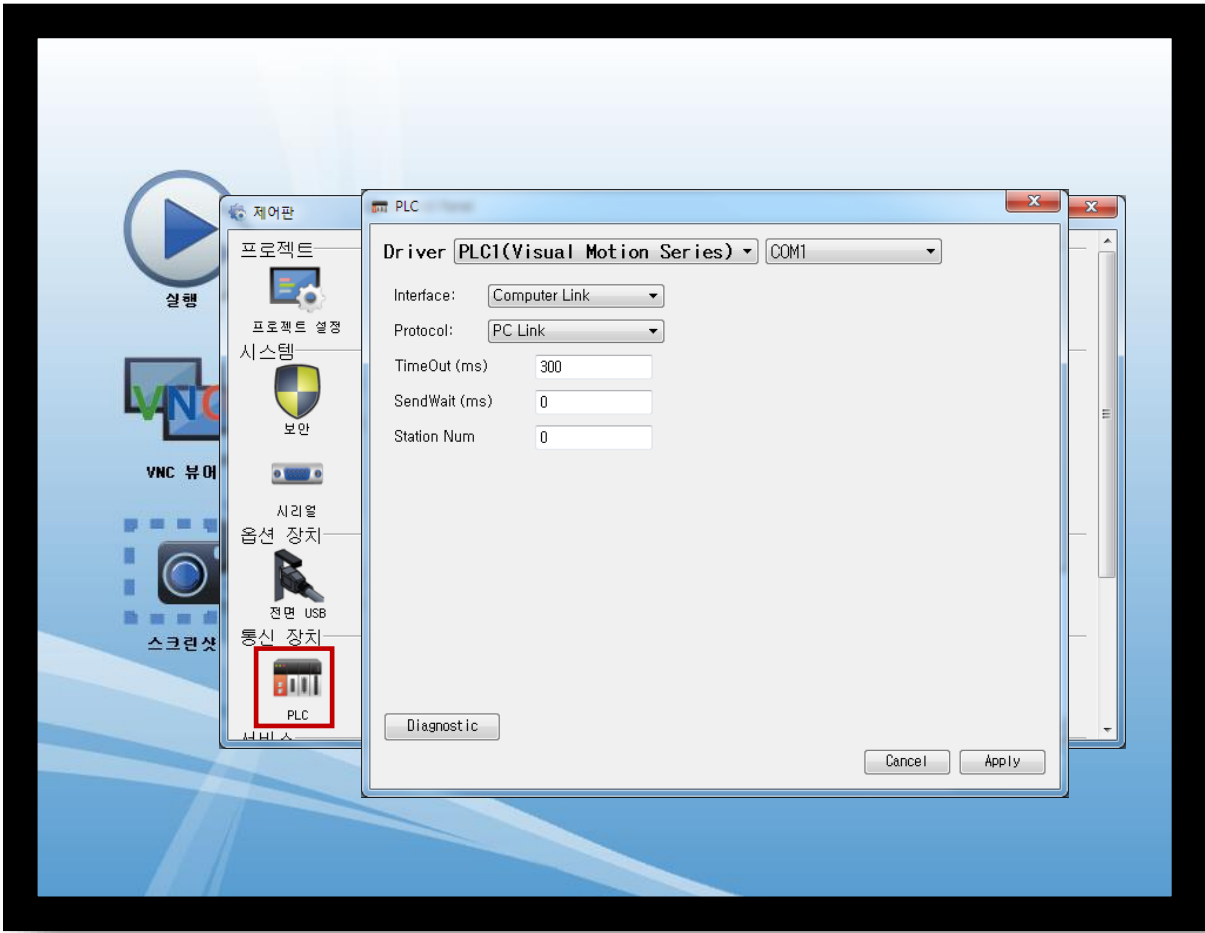 실행
VNC 뷰어
스크린샷
제어판
프로젝트
프로젝트 설정
시스템
보안
시리얼
옵션 장치
전면 USB
통신 장치
PLC
서비스
PLC
Driver PLC1(Visual Motion Series) COM1
Interface: Computer Link
Protocol: PC Link
TimeOut (ms) 300
SendWait (ms) 0
Station Num 0
Diagnostic
Cancel Apply